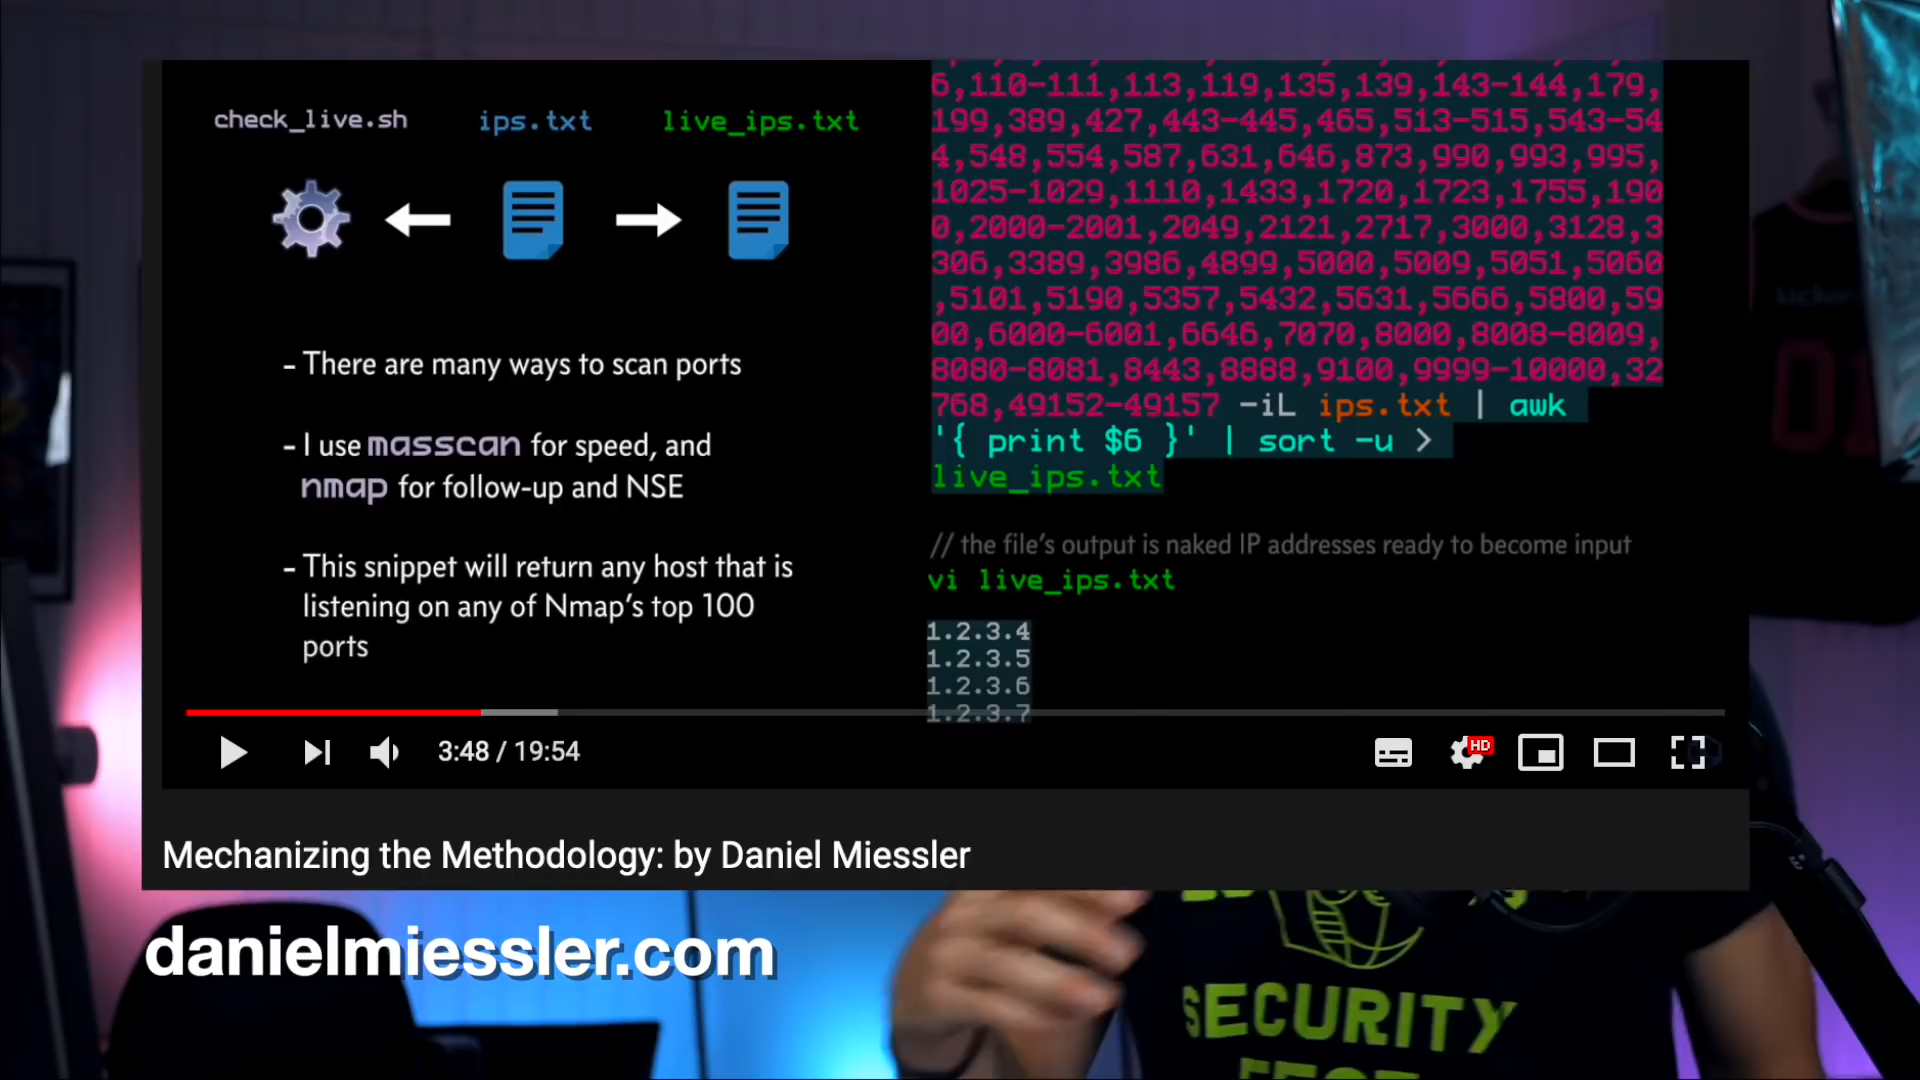 check_live.sh
ips.txt
live_ips.txt
- There are many ways to scan ports
- I use masscan for speed, and
nmap for follow-up and NSE
- This snippet will return any host that is
listening on any of Nmap's top 100
ports
6,110-111,113,119,135,139,143-144,179,
199,389,427,443-445,465,513-515,543-54
4,548,554,587,631,646,873,990,993,995,
1025-1029,1110,1433,1720,1723,1755,190
0,2000-2001,2049,2121,2717,3000,3128,3
306,3389,3986,4899,5000,5009,5051,5060
,5101,5190,5357,5432,5631,5666,5800,59
00,6000-6001,6646,7070,8000,8008-8009,
8080-8081,8443,8888,9100,9999-10000,32
768,49152-49157 -iL ips.txt | awk
'{ print $6 }' | sort -u >
live_ips.txt
// the file's output is naked IP addresses ready to become input
vi live_ips.txt
1.2.3.4
1.2.3.5
1.2.3.6
1.2.3.7
3:48 / 19:54
HD
Mechanizing the Methodology: by Daniel Miessler
danielmiessler.com
SECURITY